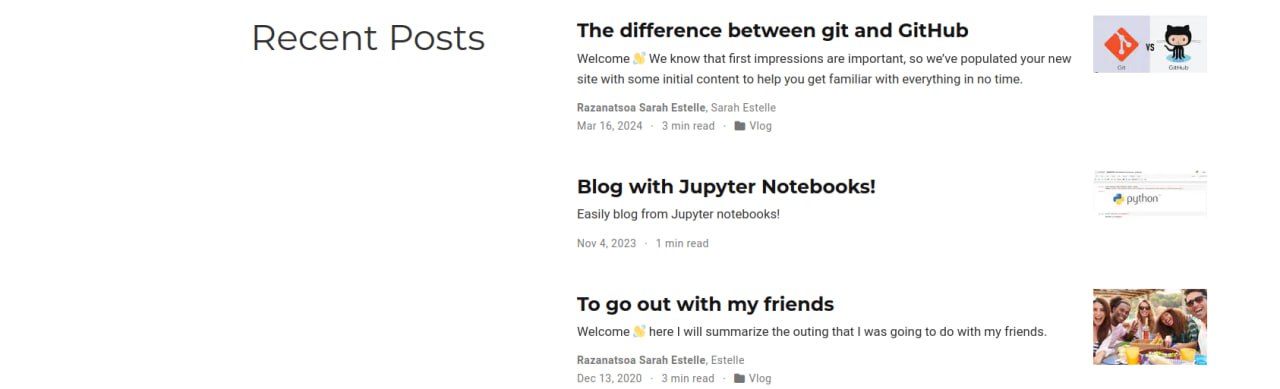 Recent Posts
The difference between git and GitHub
Welcome 👋 We know that first impressions are important, so we've populated your new
site with some initial content to help you get familiar with everything in no time.
Razanatsoa Sarah Estelle, Sarah Estelle
Mar 16, 2024 · 3 min read · Vlog
Git
VS
GitHub
Blog with Jupyter Notebooks!
Easily blog from Jupyter notebooks!
Nov 4, 2023 · 1 min read
python
To go out with my friends
Welcome 👋 here I will summarize the outing that I was going to do with my friends.
Razanatsoa Sarah Estelle, Estelle
Dec 13, 2020 · 3 min read · Vlog